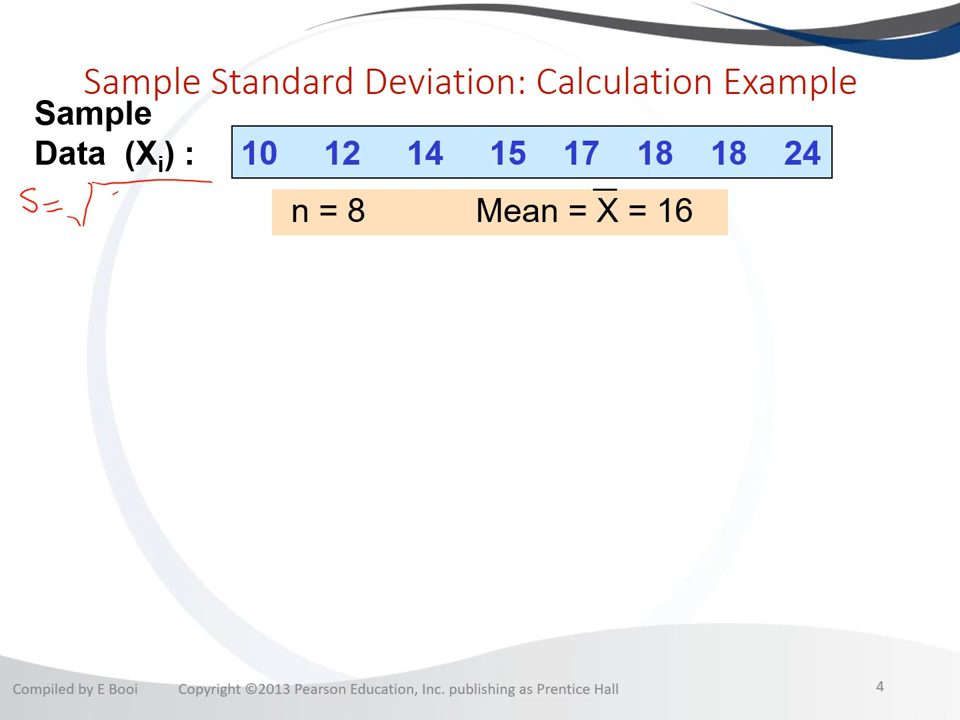 Sample Standard Deviation: Calculation Example
Sample
Data (Xi) :
10 12 14 15 17 18 18 24
S = √
n = 8 Mean = X̅ = 16
Compiled by E Booi Copyright ©2013 Pearson Education, Inc. publishing as Prentice Hall 4